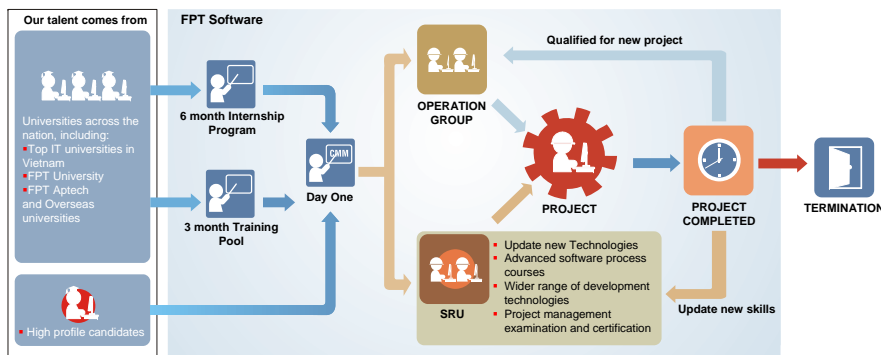 Our talent comes from
Universities across the
nation, including:
Top IT universities in
Vietnam
FPT University
FPT Aptech
and Overseas
universities
High profile candidates
FPT Software
6 month Internship
Program
3 month Training
Pool
CMM
Day One
OPERATION
GROUP
Qualified for new project
PROJECT
PROJECT
COMPLETED
TERMINATION
SRU
Update new Technologies
Advanced software process
courses
Wider range of development
technologies
Project management
examination and certification
Update new skills